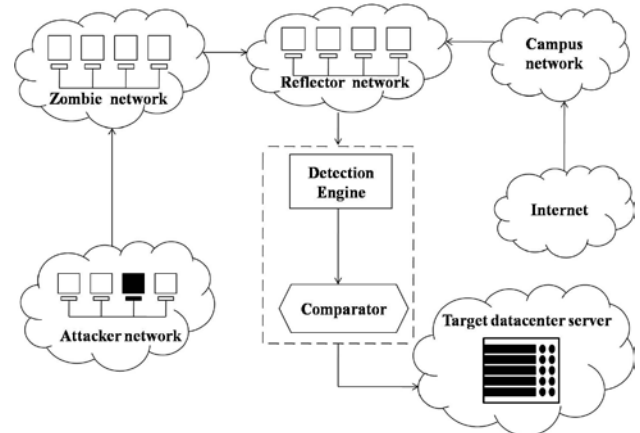 Zombie network
Reflector network
Campus
network
Detection
Engine
Internet
Attacker network
Comparator
Target datacenter server